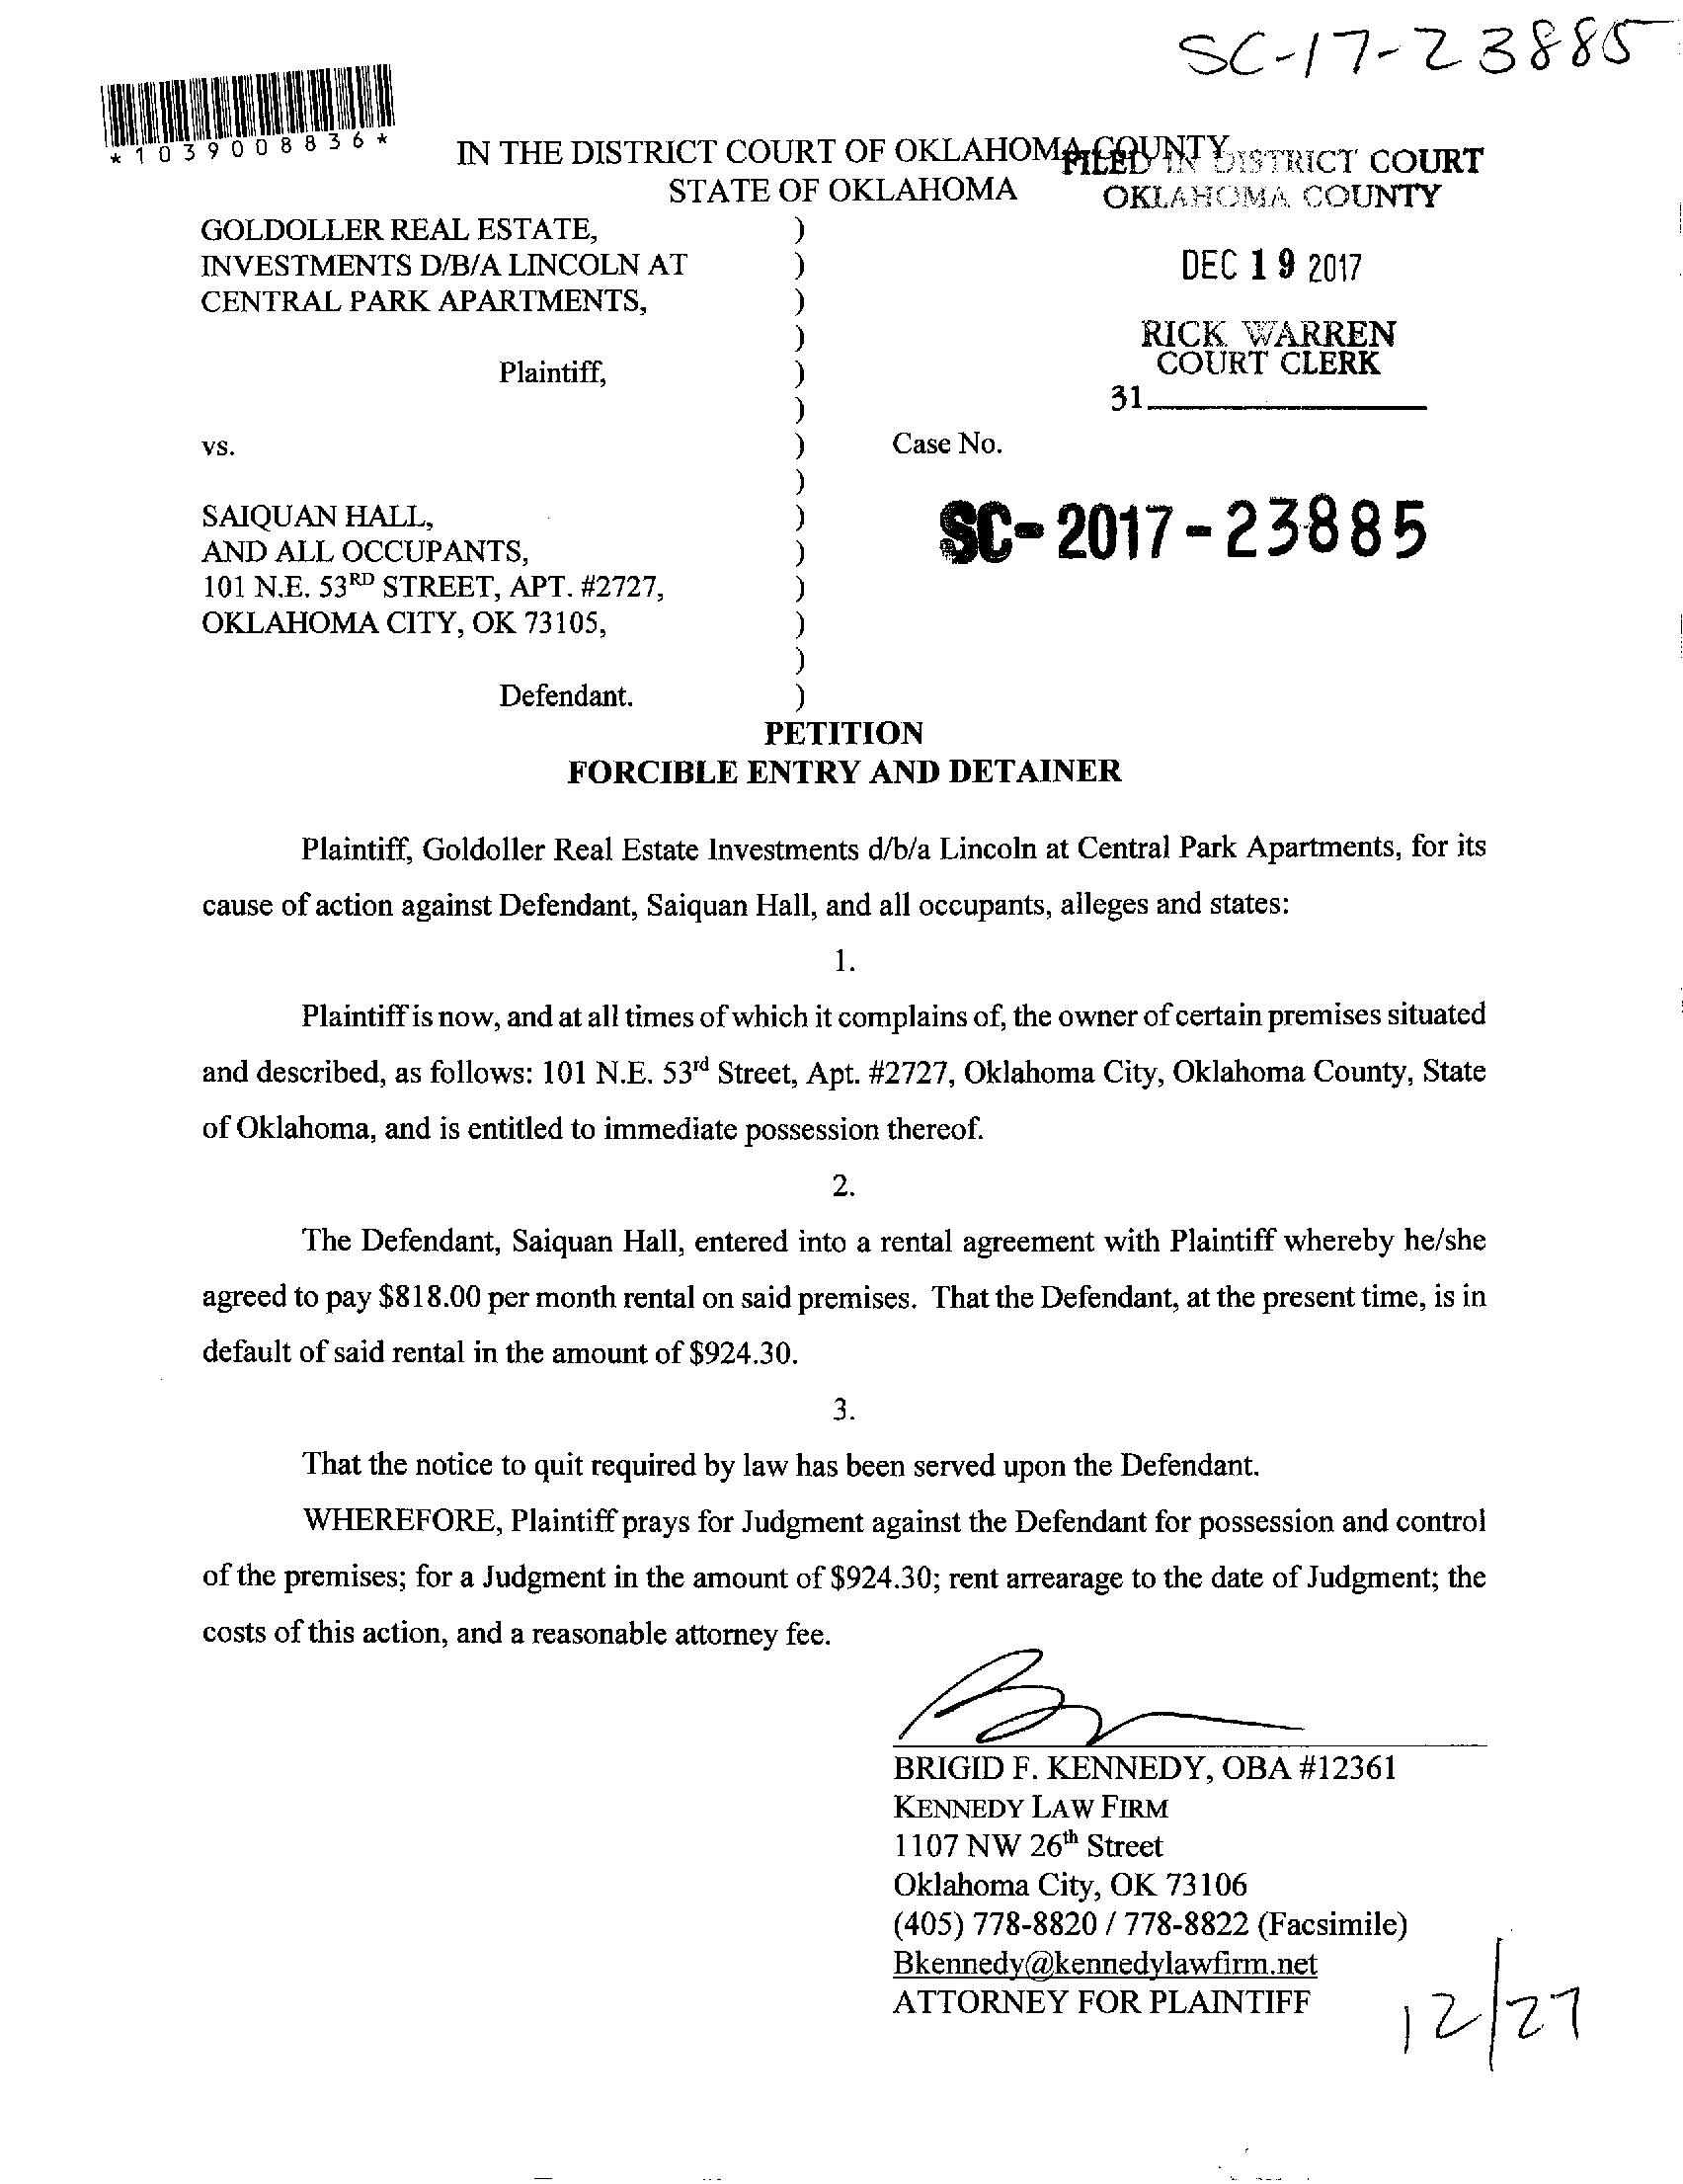 SC-17-23885
*1039008836*
IN THE DISTRICT COURT OF OKLAHOMA COUNTY
STATE OF OKLAHOMA
FILED IN DISTRICT COURT
OKLAHOMA COUNTY
DEC 19 2017
RICK WARREN
COURT CLERK
31
GOLDOLLER REAL ESTATE, )
INVESTMENTS D/B/A LINCOLN AT )
CENTRAL PARK APARTMENTS, )
)
Plaintiff, )
)
vs. ) Case No.
)
SAIQUAN HALL, ) SC-2017-23885
AND ALL OCCUPANTS, )
101 N.E. 53RD STREET, APT. #2727, )
OKLAHOMA CITY, OK 73105, )
)
Defendant. )
PETITION
FORCIBLE ENTRY AND DETAINER
Plaintiff, Goldoller Real Estate Investments d/b/a Lincoln at Central Park Apartments, for its
cause of action against Defendant, Saiquan Hall, and all occupants, alleges and states:
1.
Plaintiff is now, and at all times of which it complains of, the owner of certain premises situated
and described, as follows: 101 N.E. 53rd Street, Apt. #2727, Oklahoma City, Oklahoma County, State
of Oklahoma, and is entitled to immediate possession thereof.
2.
The Defendant, Saiquan Hall, entered into a rental agreement with Plaintiff whereby he/she
agreed to pay $818.00 per month rental on said premises. That the Defendant, at the present time, is in
default of said rental in the amount of $924.30.
3.
That the notice to quit required by law has been served upon the Defendant.
WHEREFORE, Plaintiff prays for Judgment against the Defendant for possession and control
of the premises; for a Judgment in the amount of $924.30; rent arrearage to the date of Judgment; the
costs of this action, and a reasonable attorney fee.
BRIGID F. KENNEDY, OBA #12361
KENNEDY LAW FIRM
1107 NW 26th Street
Oklahoma City, OK 73106
(405) 778-8820 / 778-8822 (Facsimile)
Bkennedy@kennedylawfirm.net
ATTORNEY FOR PLAINTIFF
12/27